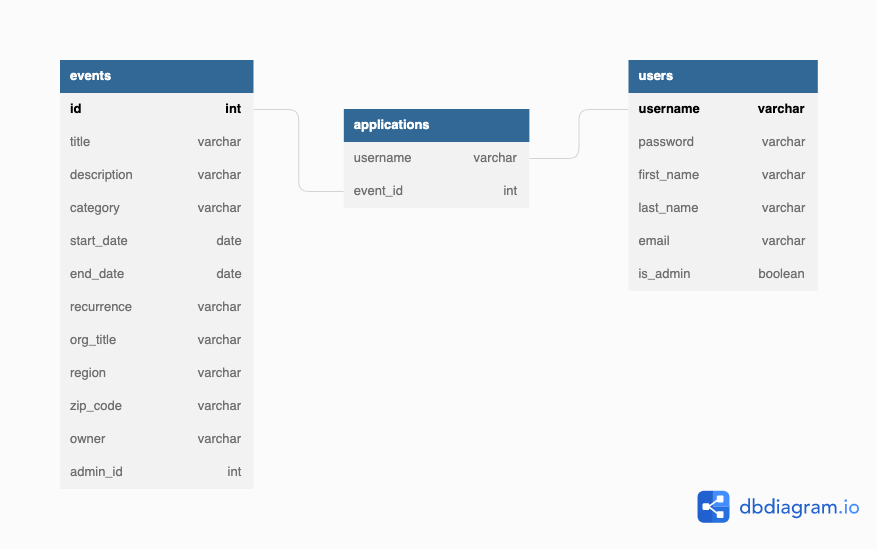 events
id int
title varchar
description varchar
category varchar
start_date date
end_date date
recurrence varchar
org_title varchar
region varchar
zip_code varchar
owner varchar
admin_id int
applications
username varchar
event_id int
users
username varchar
password varchar
first_name varchar
last_name varchar
email varchar
is_admin boolean
dbdiagram.io